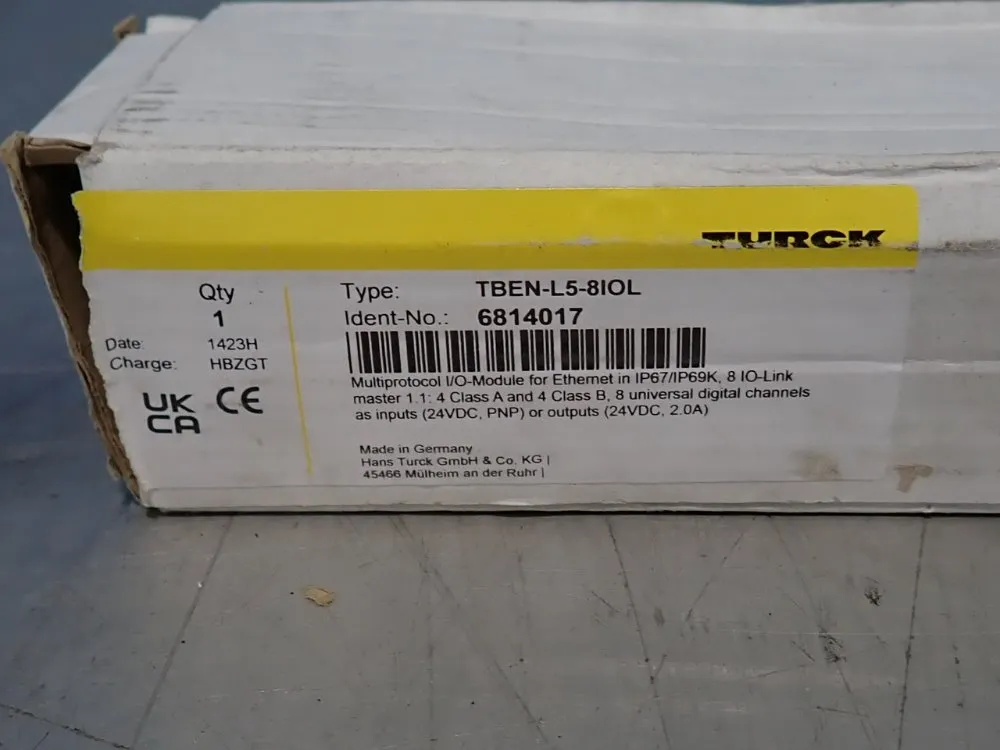 TURCK
Qty
1
Date: 1423H
Charge: HBZGT
UK
CA
CE
Type: TBEN-L5-8IOL
Ident-No.: 6814017
Multiprotocol I/O-Module for Ethernet in IP67/IP69K, 8 IO-Link
master 1.1: 4 Class A and 4 Class B, 8 universal digital channels
as inputs (24VDC, PNP) or outputs (24VDC, 2.0A)
Made in Germany
Hans Turck GmbH & Co. KG |
45466 Mülheim an der Ruhr |